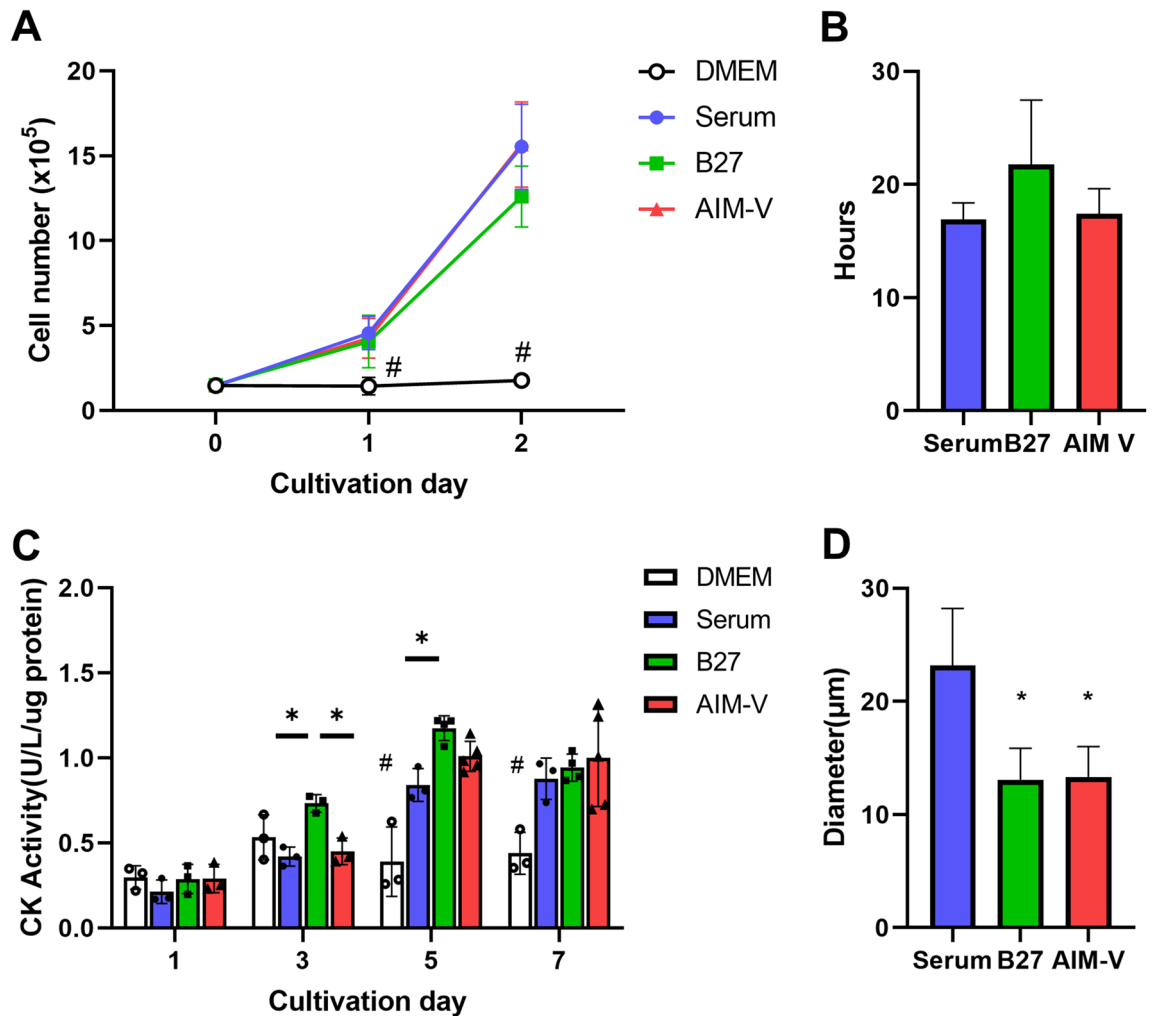 A
20
15
10
5
0
Cell number (x10⁵)
#
#
0 1 2
Cultivation day
DMEM
Serum
B27
AIM-V
B
30
20
10
0
Hours
Serum B27 AIM V
C
2.0
1.5
1.0
0.5
0.0
CK Activity(U/L/ug protein)
* *
# *
#
1 3 5 7
Cultivation day
DMEM
Serum
B27
AIM-V
D
30
20
10
0
Diameter(μm)
* *
Serum B27 AIM-V